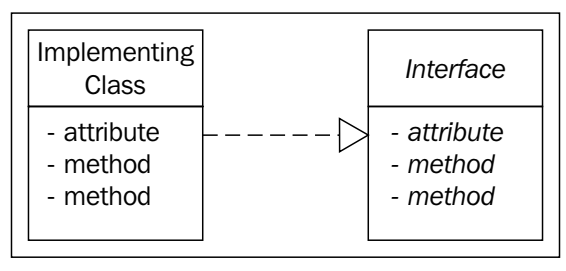 Implementing
Class
- attribute
- method
- method
Interface
- attribute
- method
- method